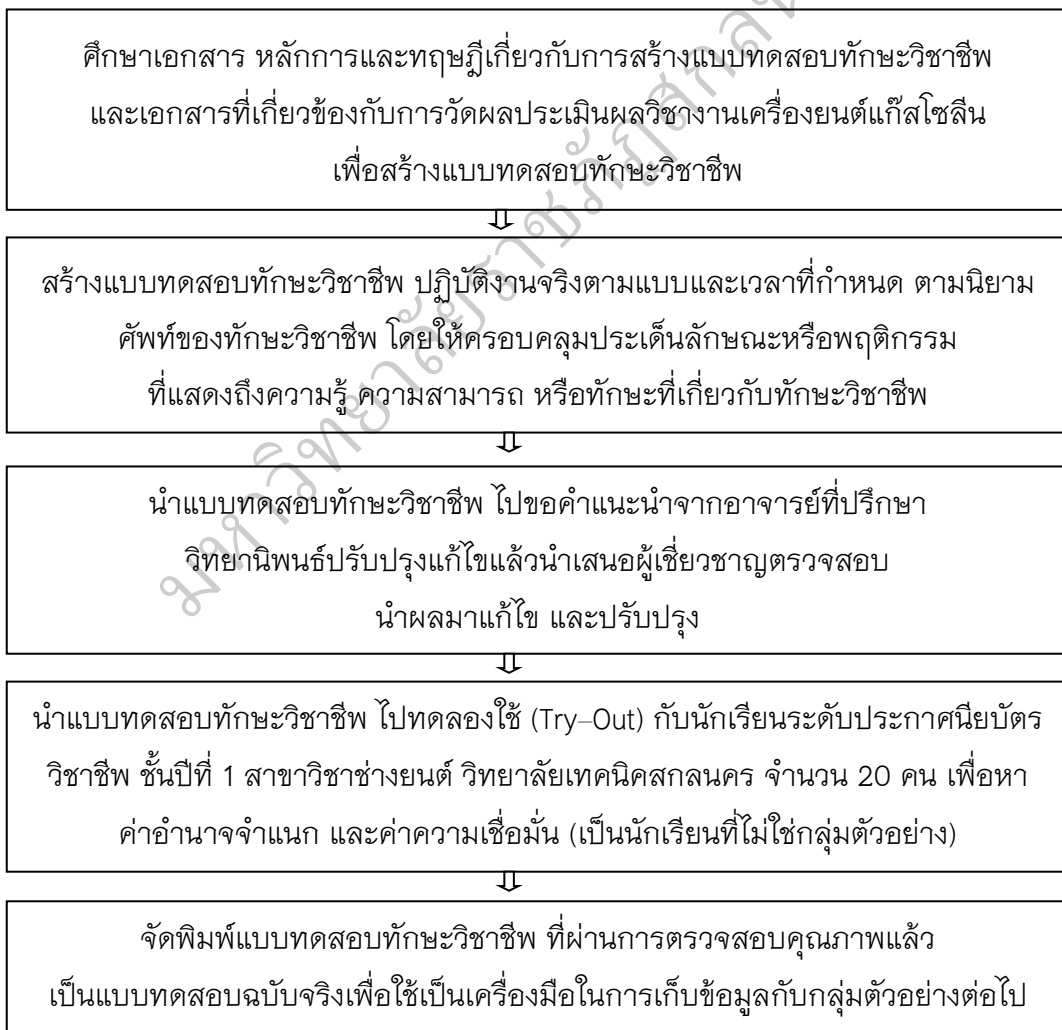 ศึกษาเอกสาร หลักการและทฤษฎีเกี่ยวกับการสร้างแบบทดสอบทักษะวิชาชีพ
และเอกสารที่เกี่ยวข้องกับการวัดผลประเมินผลวิชางานเครื่องยนต์แก๊สโซลีน
เพื่อสร้างแบบทดสอบทักษะวิชาชีพ
สร้างแบบทดสอบทักษะวิชาชีพ ปฏิบัติงานจริงตามแบบและเวลาที่กำหนด ตามนิยาม
ศัพท์ของทักษะวิชาชีพ โดยให้ครอบคลุมประเด็นลักษณะหรือพฤติกรรม
ที่แสดงถึงความรู้ ความสามารถ หรือทักษะที่เกี่ยวกับทักษะวิชาชีพ
นำแบบทดสอบทักษะวิชาชีพ ไปขอคำแนะนำจากอาจารย์ที่ปรึกษา
วิทยานิพนธ์ปรับปรุงแก้ไขแล้วนำเสนอผู้เชี่ยวชาญตรวจสอบ
นำผลมาแก้ไข และปรับปรุง
นำแบบทดสอบทักษะวิชาชีพ ไปทดลองใช้ (Try–Out) กับนักเรียนระดับประกาศนียบัตร
วิชาชีพ ชั้นปีที่ 1 สาขาวิชาช่างยนต์ วิทยาลัยเทคนิคสกลนคร จำนวน 20 คน เพื่อหา
ค่าอำนาจจำแนก และค่าความเชื่อมั่น (เป็นนักเรียนที่ไม่ใช่กลุ่มตัวอย่าง)
จัดพิมพ์แบบทดสอบทักษะวิชาชีพ ที่ผ่านการตรวจสอบคุณภาพแล้ว
เป็นแบบทดสอบฉบับจริงเพื่อใช้เป็นเครื่องมือในการเก็บข้อมูลกับกลุ่มตัวอย่างต่อไป
มหาวิทยาลัยราชภัฏ